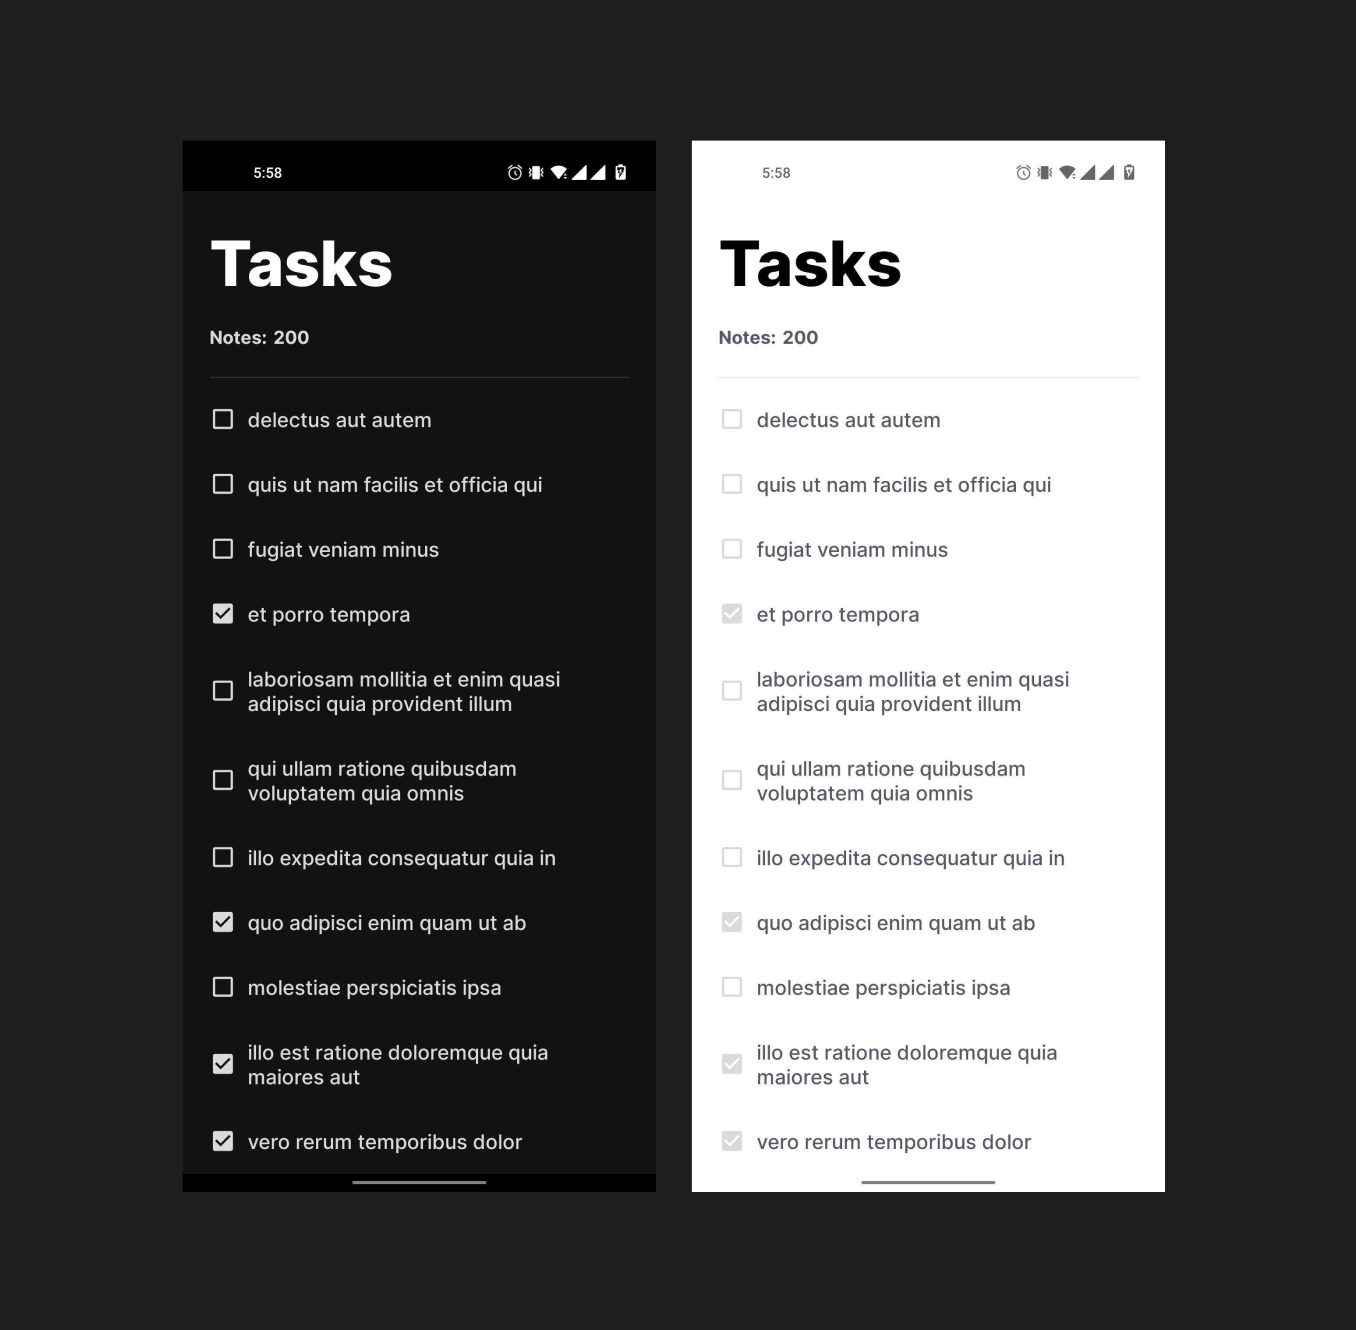 5:58
Tasks
Notes: 200
delectus aut autem
quis ut nam facilis et officia qui
fugiat veniam minus
et porro tempora
laboriosam mollitia et enim quasi
adipisci quia provident illum
qui ullam ratione quibusdam
voluptatem quia omnis
illo expedita consequatur quia in
quo adipisci enim quam ut ab
molestiae perspiciatis ipsa
illo est ratione doloremque quia
maiores aut
vero rerum temporibus dolor
5:58
Tasks
Notes: 200
delectus aut autem
quis ut nam facilis et officia qui
fugiat veniam minus
et porro tempora
laboriosam mollitia et enim quasi
adipisci quia provident illum
qui ullam ratione quibusdam
voluptatem quia omnis
illo expedita consequatur quia in
quo adipisci enim quam ut ab
molestiae perspiciatis ipsa
illo est ratione doloremque quia
maiores aut
vero rerum temporibus dolor